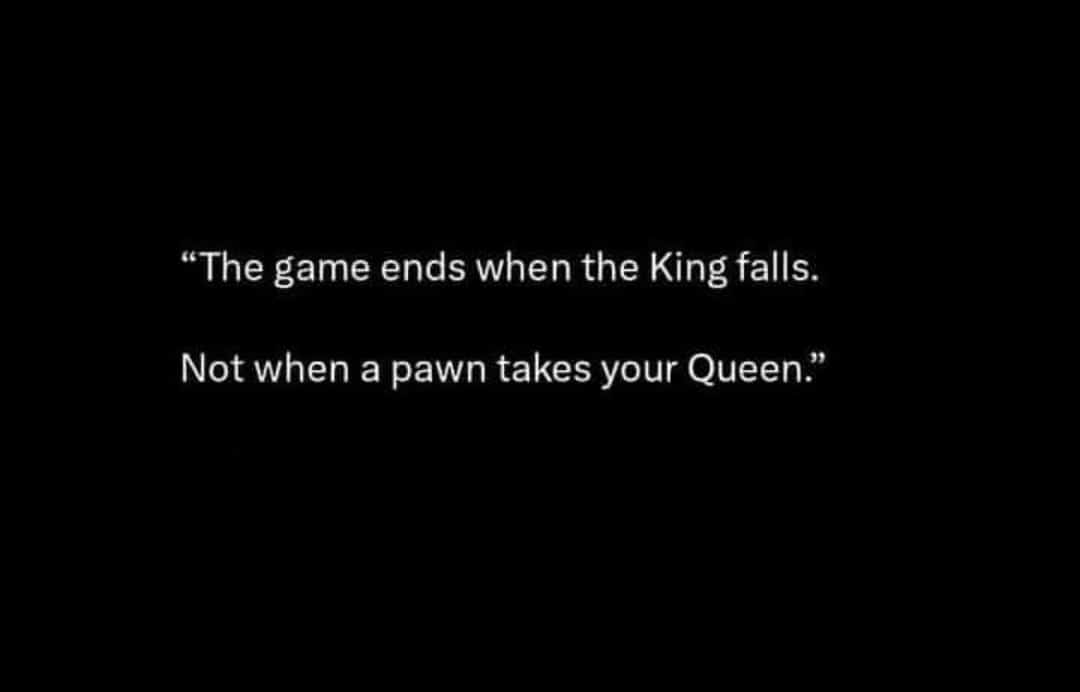 “The game ends when the King falls.
Not when a pawn takes your Queen.”